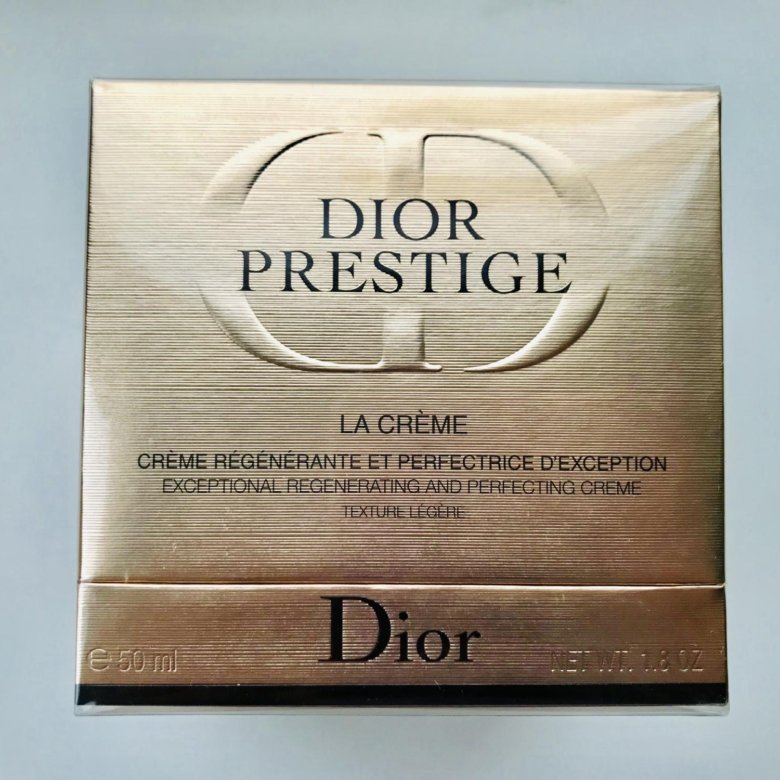 DIOR
PRESTIGE
LA CRÈME
CRÈME RÉGÉNÉRANTE ET PERFECTRICE D'EXCEPTION
EXCEPTIONAL REGENERATING AND PERFECTING CREME
TEXTURE LÉGÈRE
Dior
℮ 50 ml NET WT. 1.8 OZ